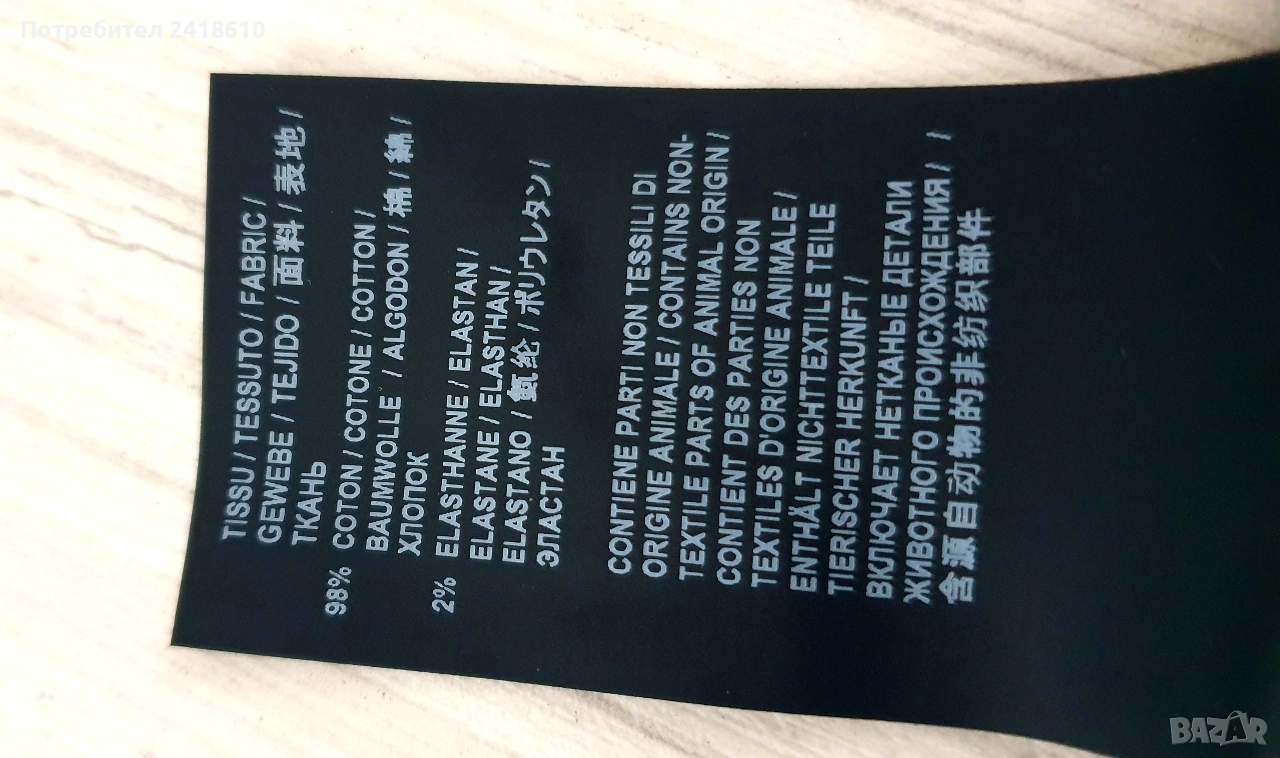 Потребител 2418610
TISSU / TESSUTO / FABRIC /
GEWEBE / TEJIDO / 面料 / 表地 /
ТКАНЬ
98% COTON / COTONE / COTTON /
BAUMWOLLE / ALGODON / 棉 / 綿 /
ХЛОПОК
2% ELASTHANNE / ELASTAN /
ELASTANE / ELASTHAN /
ELASTANO / 氨纶 / ポリウレタン /
ЭЛАСТАН
CONTIENE PARTI NON TESSILI DI
ORIGINE ANIMALE / CONTAINS NON-
TEXTILE PARTS OF ANIMAL ORIGIN /
CONTIENT DES PARTIES NON
TEXTILES D'ORIGINE ANIMALE /
ENTHÄLT NICHTTEXTILE TEILE
TIERISCHER HERKUNFT /
ВКЛЮЧАЕТ НЕТКАНЫЕ ДЕТАЛИ
ЖИВОТНОГО ПРОИСХОЖДЕНИЯ / /
含源自动物的非纺织部件
BAZAR